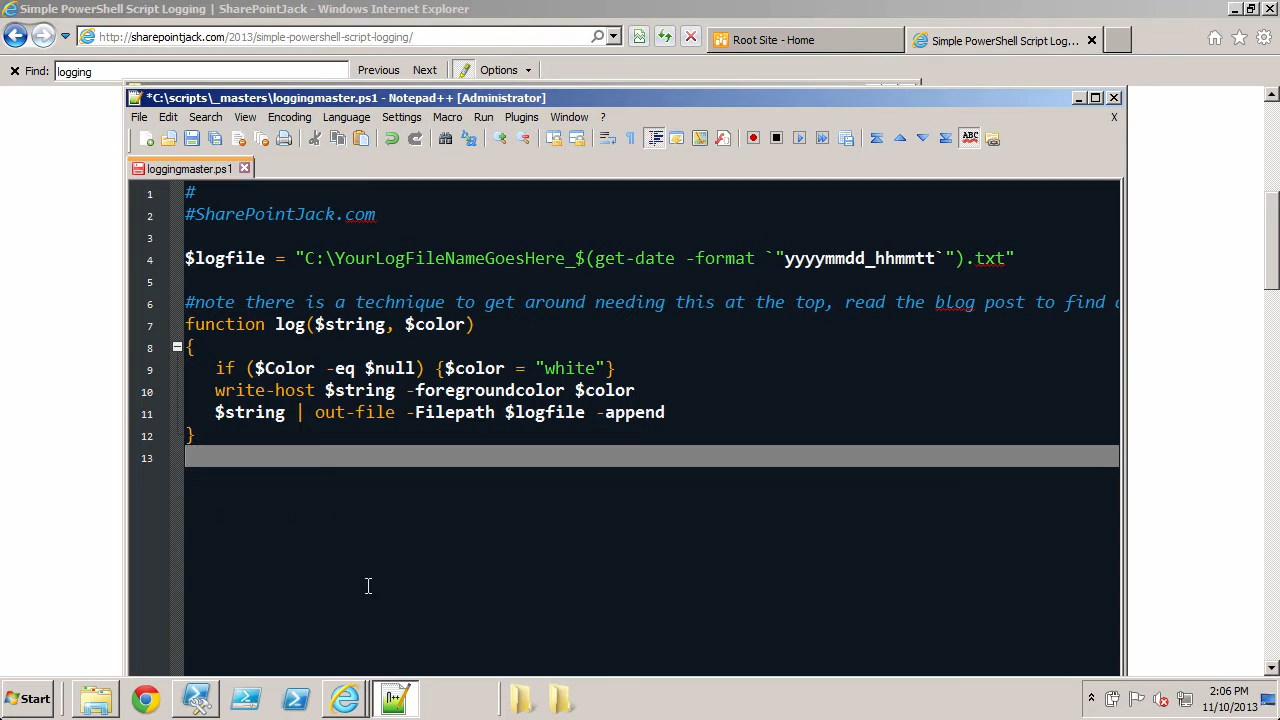 Simple PowerShell Script Logging | SharePointJack - Windows Internet Explorer
http://sharepointjack.com/2013/simple-powershell-script-logging/
Root Site - Home
Simple PowerShell Script Log...
Find: logging
Previous Next Options
*C:\scripts\_masters\loggingmaster.ps1 - Notepad++ [Administrator]
File Edit Search View Encoding Language Settings Macro Run Plugins Window ? X
ABC
loggingmaster.ps1
1 #
2 #SharePointJack.com
3
4 $logfile = "C:\YourLogFileNameGoesHere_$(get-date -format `"yyyymmdd_hhmmtt`").txt"
5
6 #note there is a technique to get around needing this at the top, read the blog post to find
7 function log($string, $color)
8 {
9 if ($Color -eq $null) {$color = "white"}
10 write-host $string -foregroundcolor $color
11 $string | out-file -Filepath $logfile -append
12 }
13
Start
2:06 PM
11/10/2013